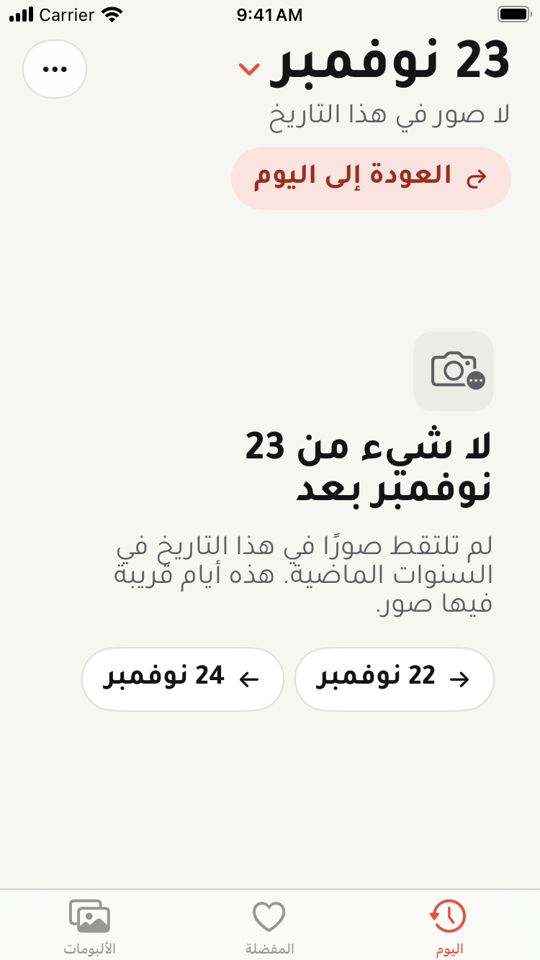 Carrier 9:41 AM
23 نوفمبر
لا صور في هذا التاريخ
العودة إلى اليوم
لا شيء من 23
نوفمبر بعد
لم تلتقط صورًا في هذا التاريخ في
السنوات الماضية. هذه أيام قريبة
فيها صور.
22 نوفمبر
24 نوفمبر
اليوم
المفضلة
الألبومات